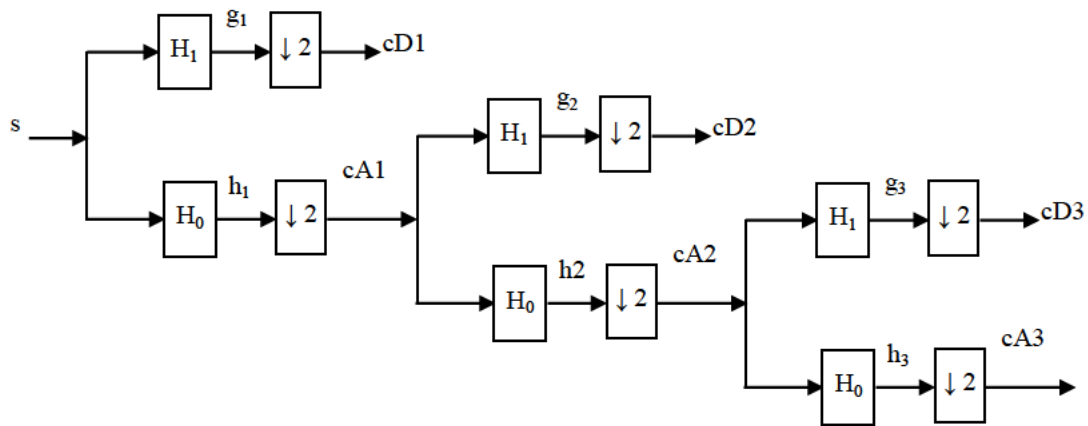 g₁
H₁ ↓ 2 cD1
s
g₂
H₁ ↓ 2 cD2
h₁ cA1
H₀ ↓ 2
g₃
H₁ ↓ 2 cD3
h2 cA2
H₀ ↓ 2
h₃ cA3
H₀ ↓ 2